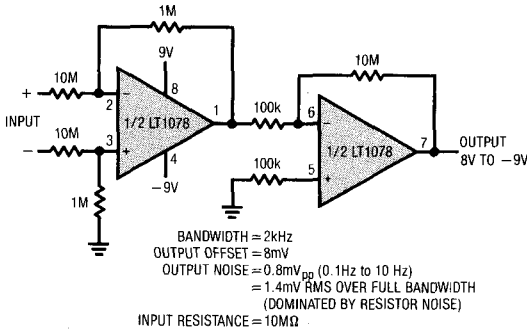 1M
9V
10M
8
10M
+
−
2
1
100k
6
−
INPUT
1/2 LT1078
7
OUTPUT
8V TO −9V
10M
3
100k
1/2 LT1078
−
+
4
5
+
−9V
1M
BANDWIDTH = 2kHz
OUTPUT OFFSET = 8mV
OUTPUT NOISE = 0.8mVpp (0.1Hz to 10 Hz)
= 1.4mV RMS OVER FULL BANDWIDTH
(DOMINATED BY RESISTOR NOISE)
INPUT RESISTANCE = 10MΩ